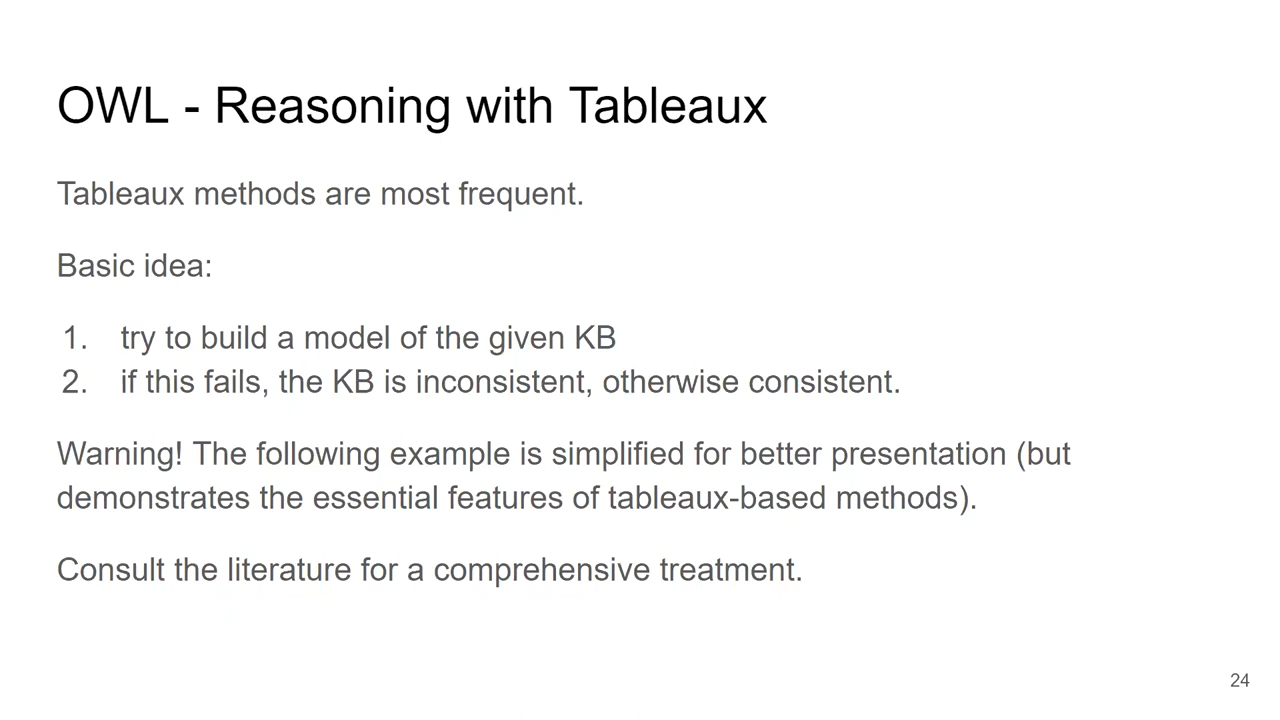 OWL - Reasoning with Tableaux
Tableaux methods are most frequent.
Basic idea:
1. try to build a model of the given KB
2. if this fails, the KB is inconsistent, otherwise consistent.
Warning! The following example is simplified for better presentation (but
demonstrates the essential features of tableaux-based methods).
Consult the literature for a comprehensive treatment.
24